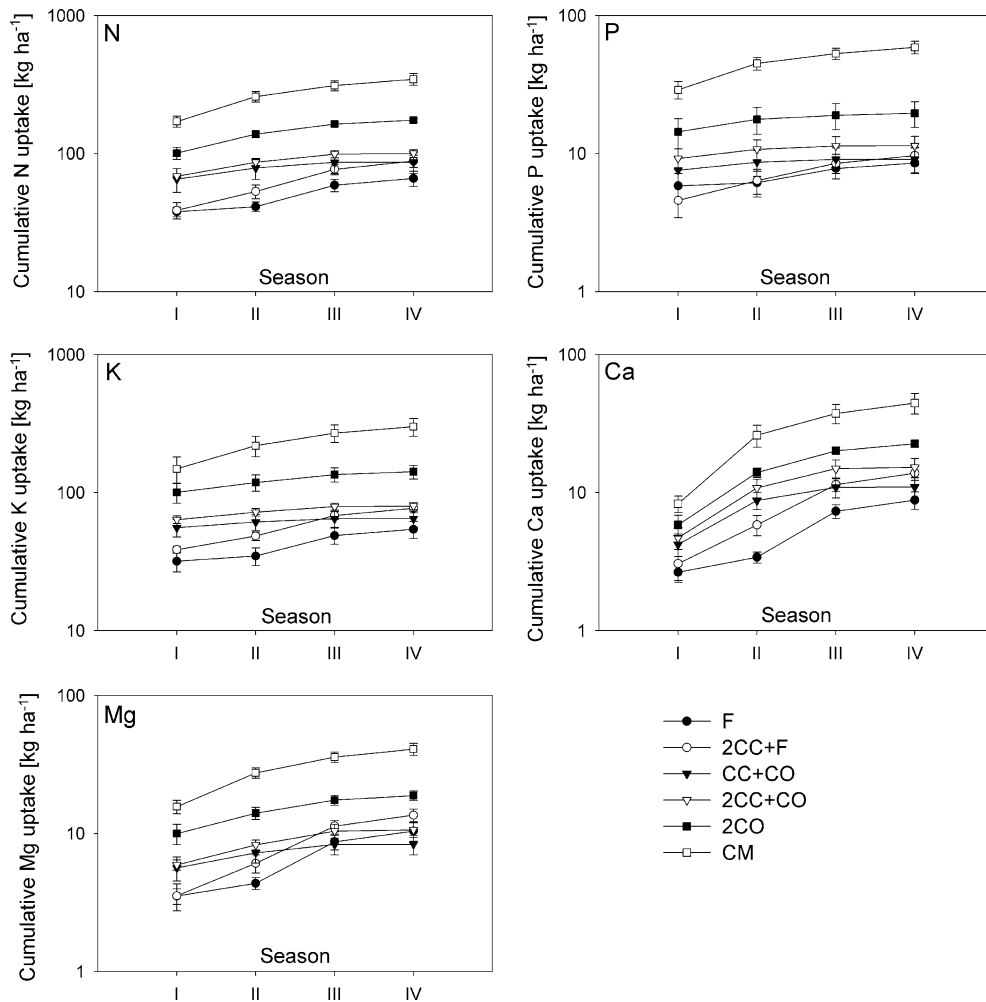 N
Cumulative N uptake [kg ha⁻¹]
1000
100
10
Season
I II III IV
P
Cumulative P uptake [kg ha⁻¹]
100
10
1
Season
I II III IV
K
Cumulative K uptake [kg ha⁻¹]
1000
100
10
Season
I II III IV
Ca
Cumulative Ca uptake [kg ha⁻¹]
100
10
1
Season
I II III IV
Mg
Cumulative Mg uptake [kg ha⁻¹]
100
10
1
Season
I II III IV
F
2CC+F
CC+CO
2CC+CO
2CO
CM